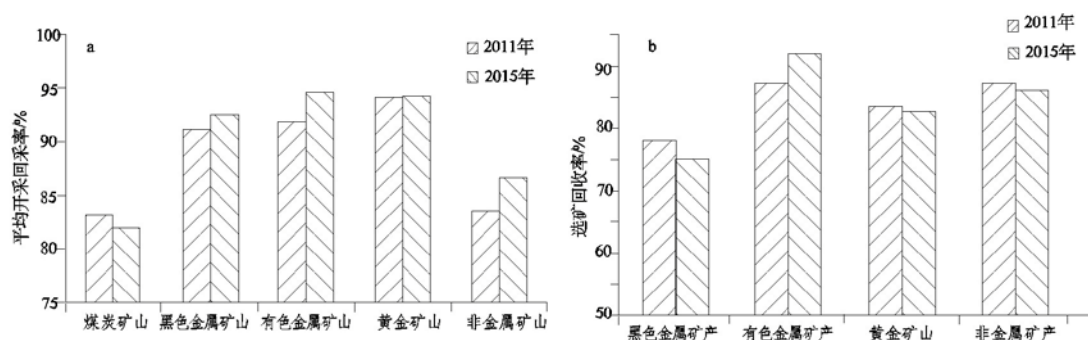 a
平均开采回采率/%
100
95
90
85
80
75
2011年
2015年
煤炭矿山
黑色金属矿山
有色金属矿山
黄金矿山
非金属矿山
b
选矿回收率/%
90
80
70
60
50
2011年
2015年
黑色金属矿产
有色金属矿产
黄金矿山
非金属矿产